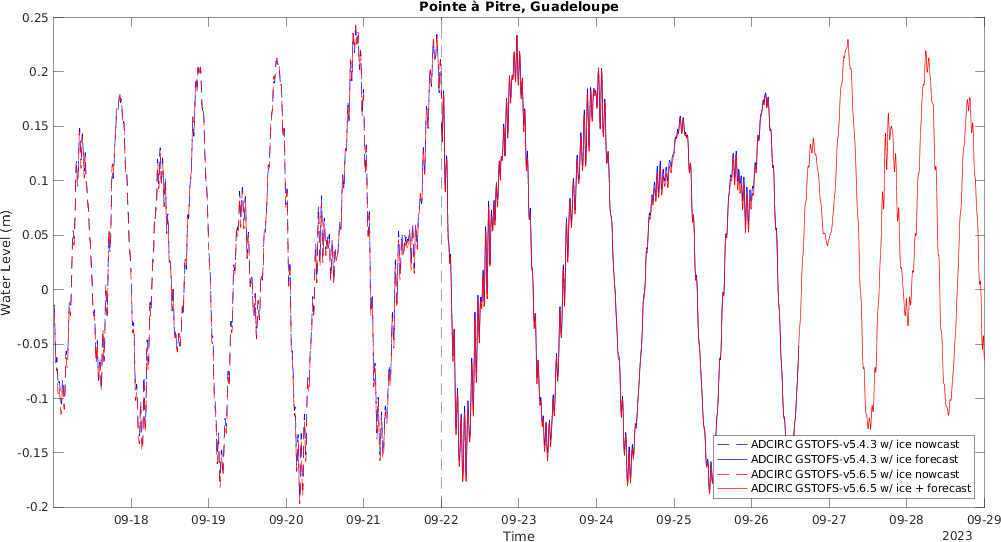 Pointe à Pitre, Guadeloupe
0.25
0.2
0.15
0.1
0.05
0
-0.05
-0.1
-0.15
-0.2
Water Level (m)
ADCIRC GSTOFS-v5.4.3 w/ ice nowcast
ADCIRC GSTOFS-v5.4.3 w/ ice forecast
ADCIRC GSTOFS-v5.6.5 w/ ice nowcast
ADCIRC GSTOFS-v5.6.5 w/ ice + forecast
09-18 09-19 09-20 09-21 09-22 09-23 09-24 09-25 09-26 09-27 09-28 09-29
Time
2023